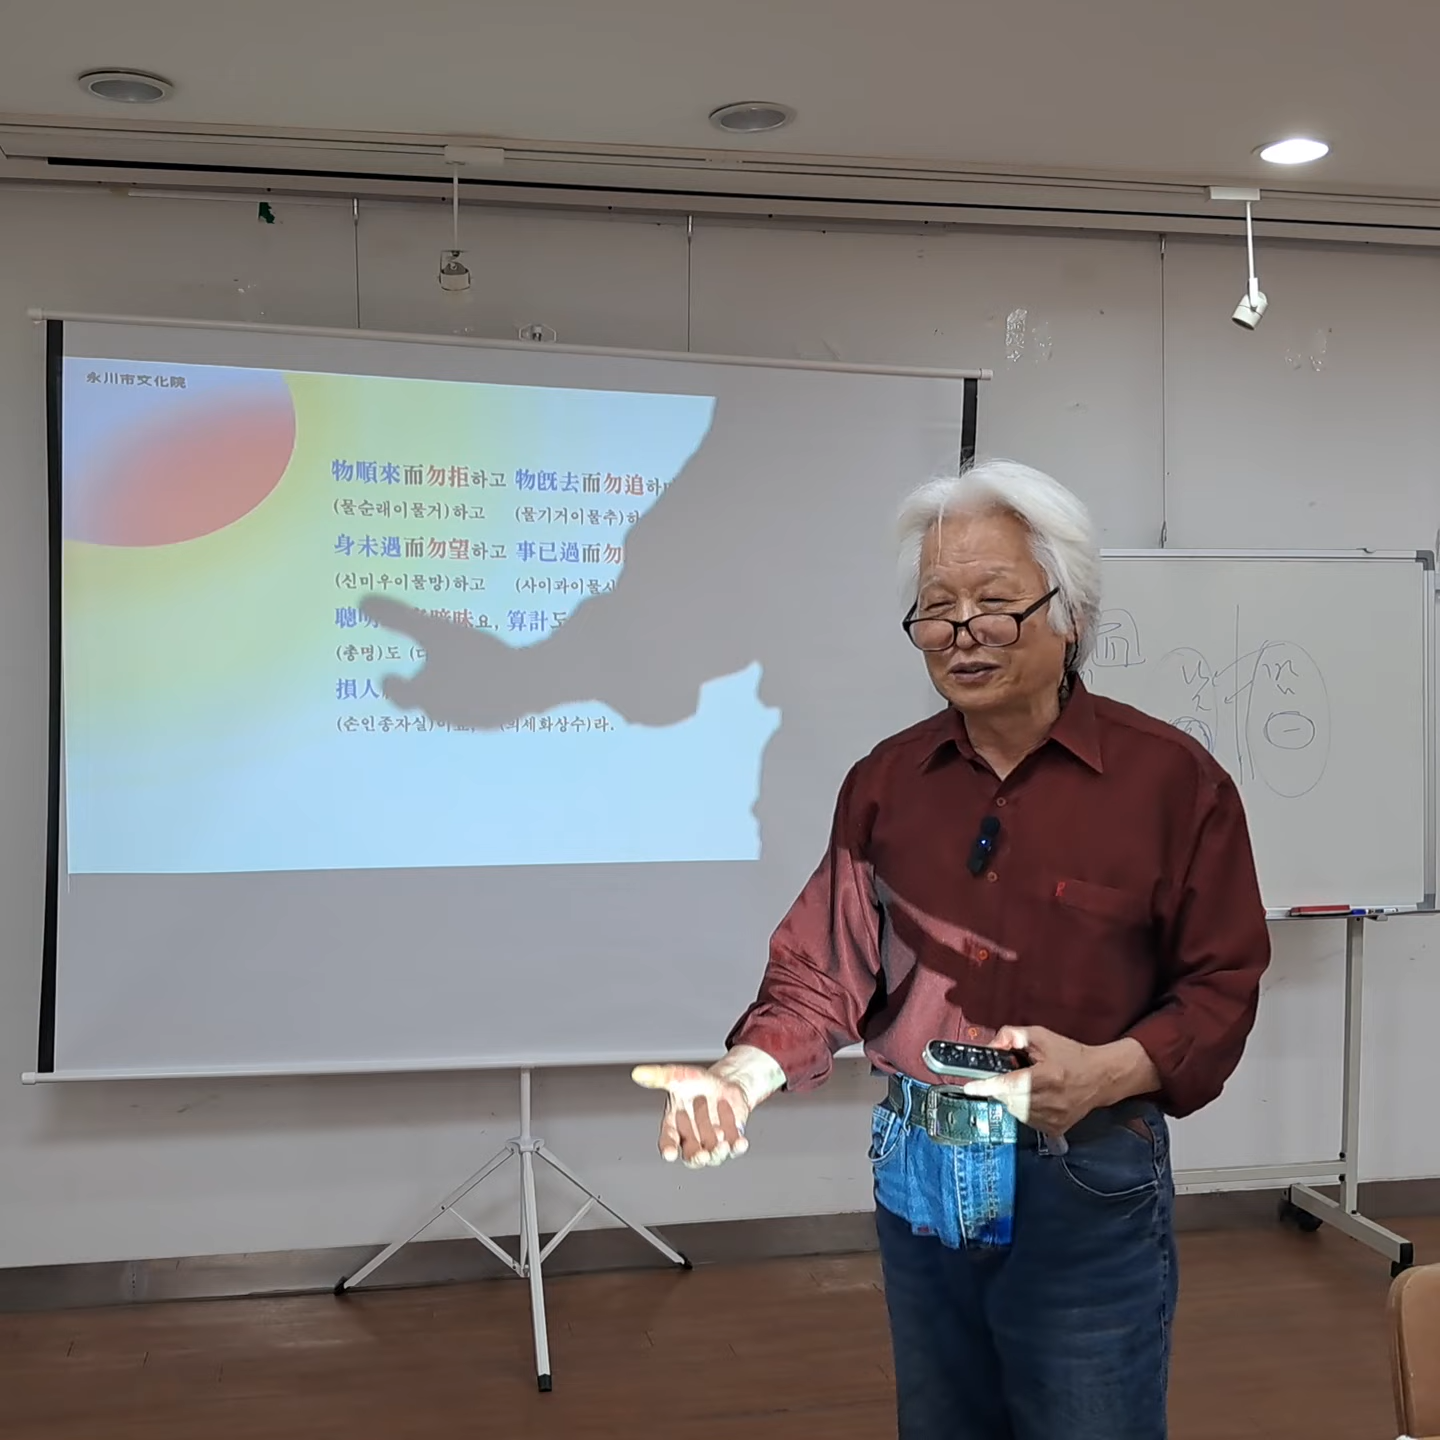 永川市文化院
物順來而勿拒하고 物旣去而勿追하
(물순래이물거)하고 (물기거이물추)하
身未遇而勿望하고 事已過而勿
(신미우이물망)하고 (사이과이물사
聰明 暗昧요, 算計도
(총명)도
損人
(손인종자실)이요, (의세화상수)라.
而